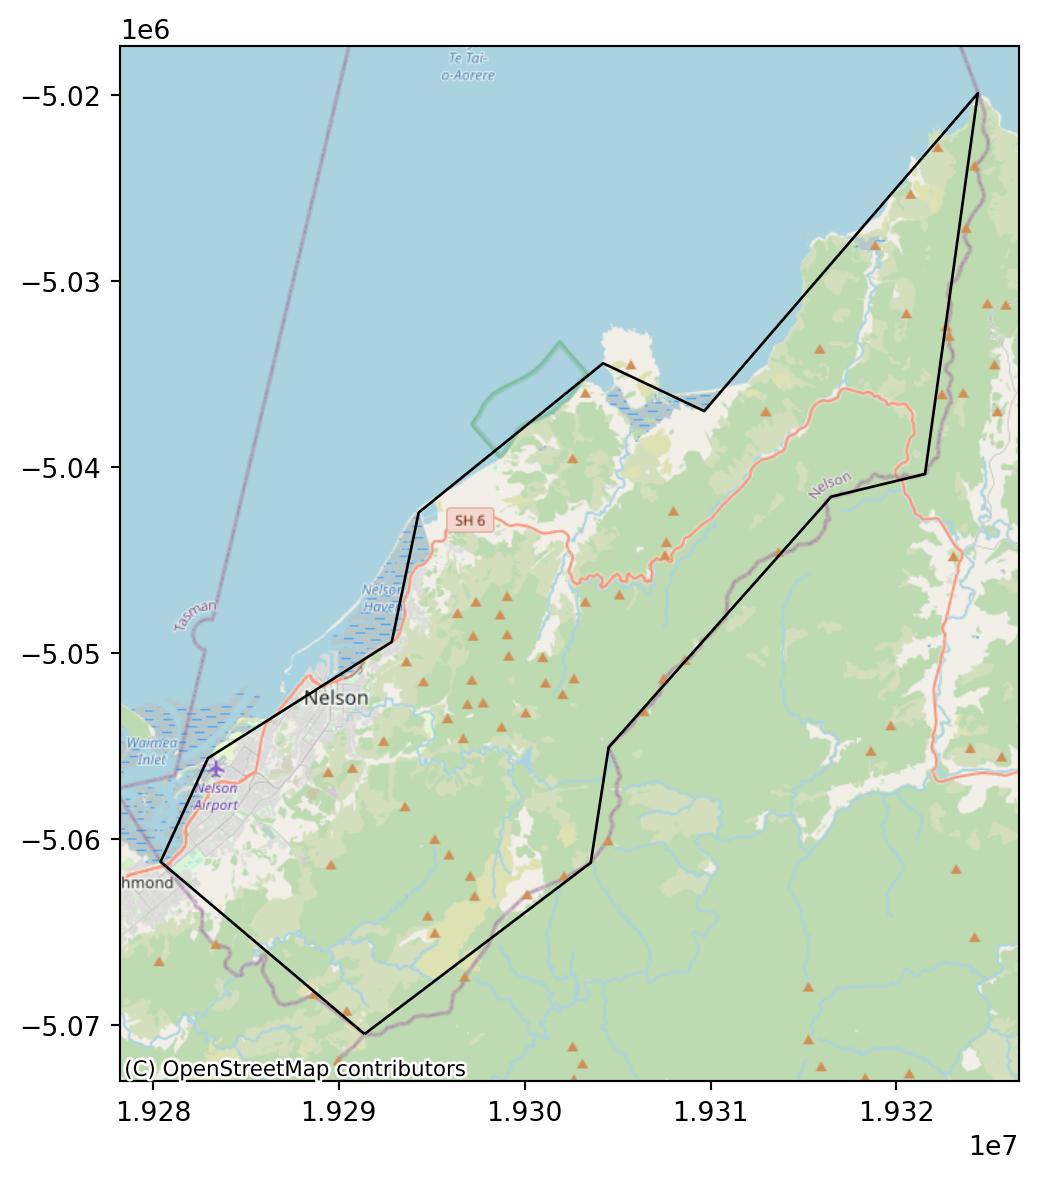 1e6
Te Tai-
o-Aorere
−5.02
−5.03
−5.04
Nelson
SH 6
Nelson
Haven
Tasman
−5.05
Nelson
Waimea
Inlet
Nelson
Airport
−5.06
hmond
−5.07
(C) OpenStreetMap contributors
1.928
1.929
1.930
1.931
1.932
1e7